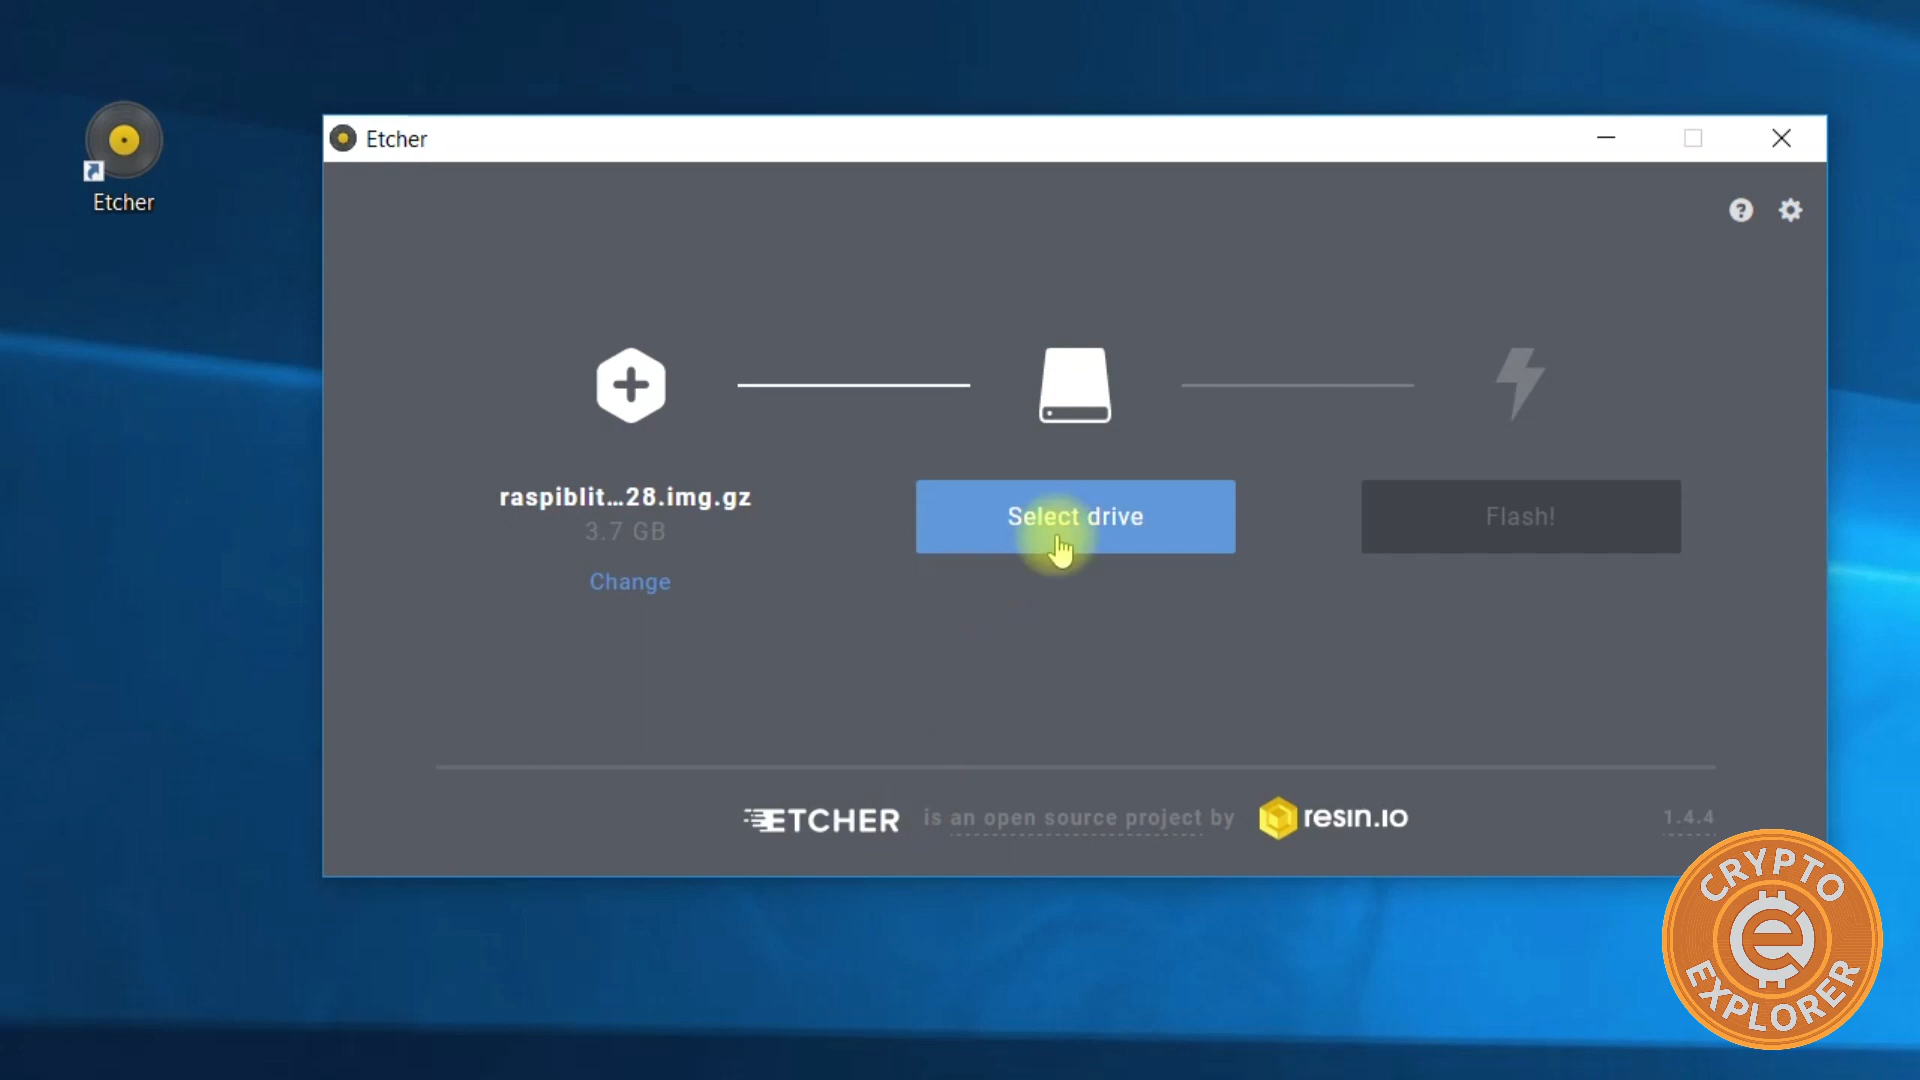 Etcher
Etcher
raspiblit...28.img.gz
3.7 GB
Change
Select drive
Flash!
ETCHER is an open source project by resin.io
1.4.4
CRYPTO
EXPLORER